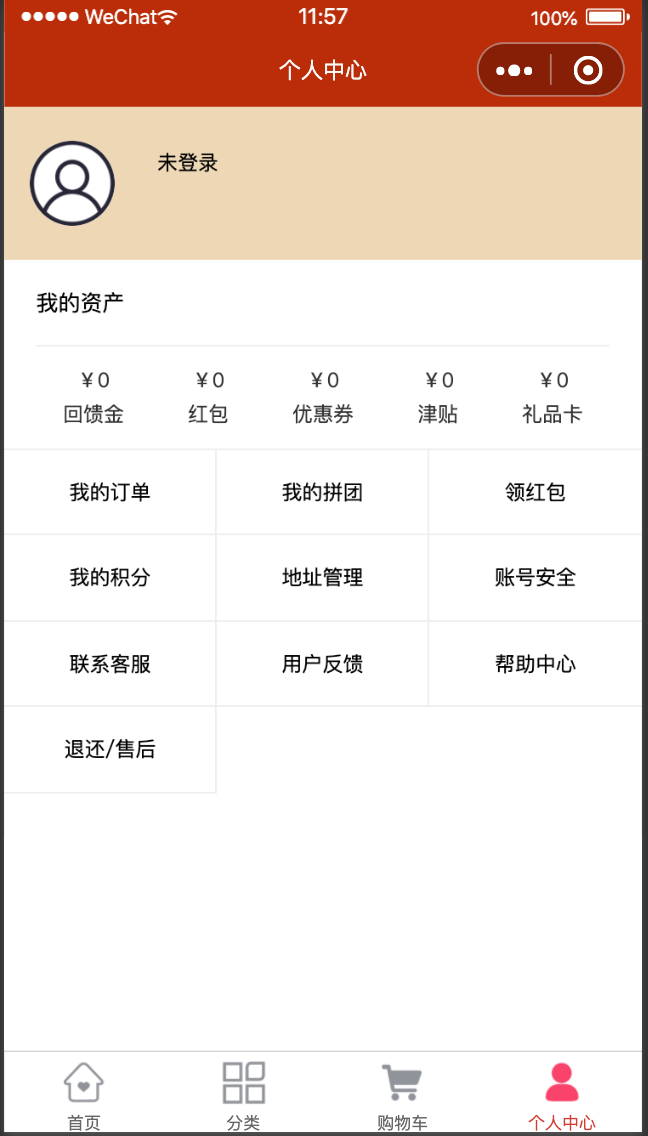 WeChat 11:57 100%
个人中心
未登录
我的资产
￥0 ￥0 ￥0 ￥0 ￥0
回馈金 红包 优惠券 津贴 礼品卡
我的订单 我的拼团 领红包
我的积分 地址管理 账号安全
联系客服 用户反馈 帮助中心
退还/售后
首页 分类 购物车 个人中心